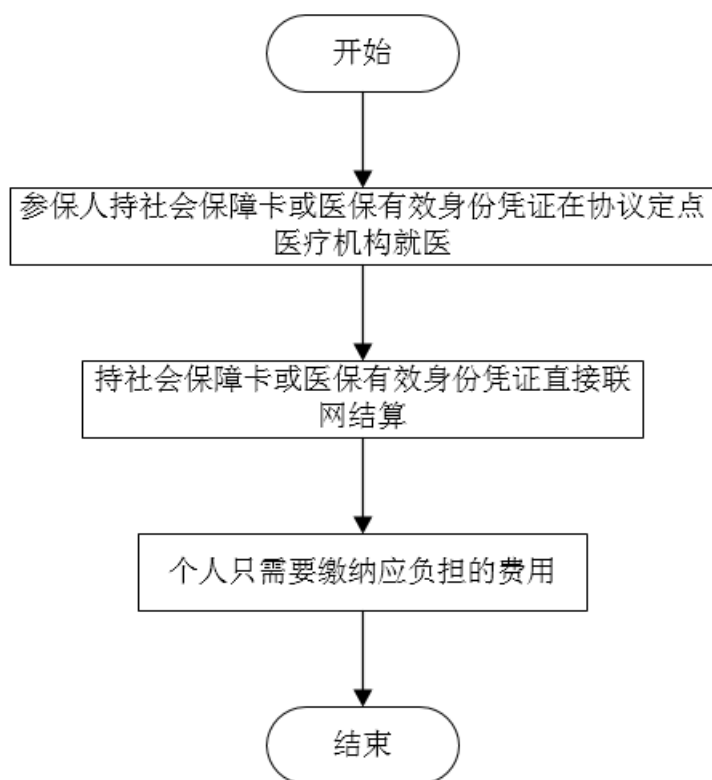 开始
参保人持社会保障卡或医保有效身份凭证在协议定点
医疗机构就医
持社会保障卡或医保有效身份凭证直接联
网结算
个人只需要缴纳应负担的费用
结束